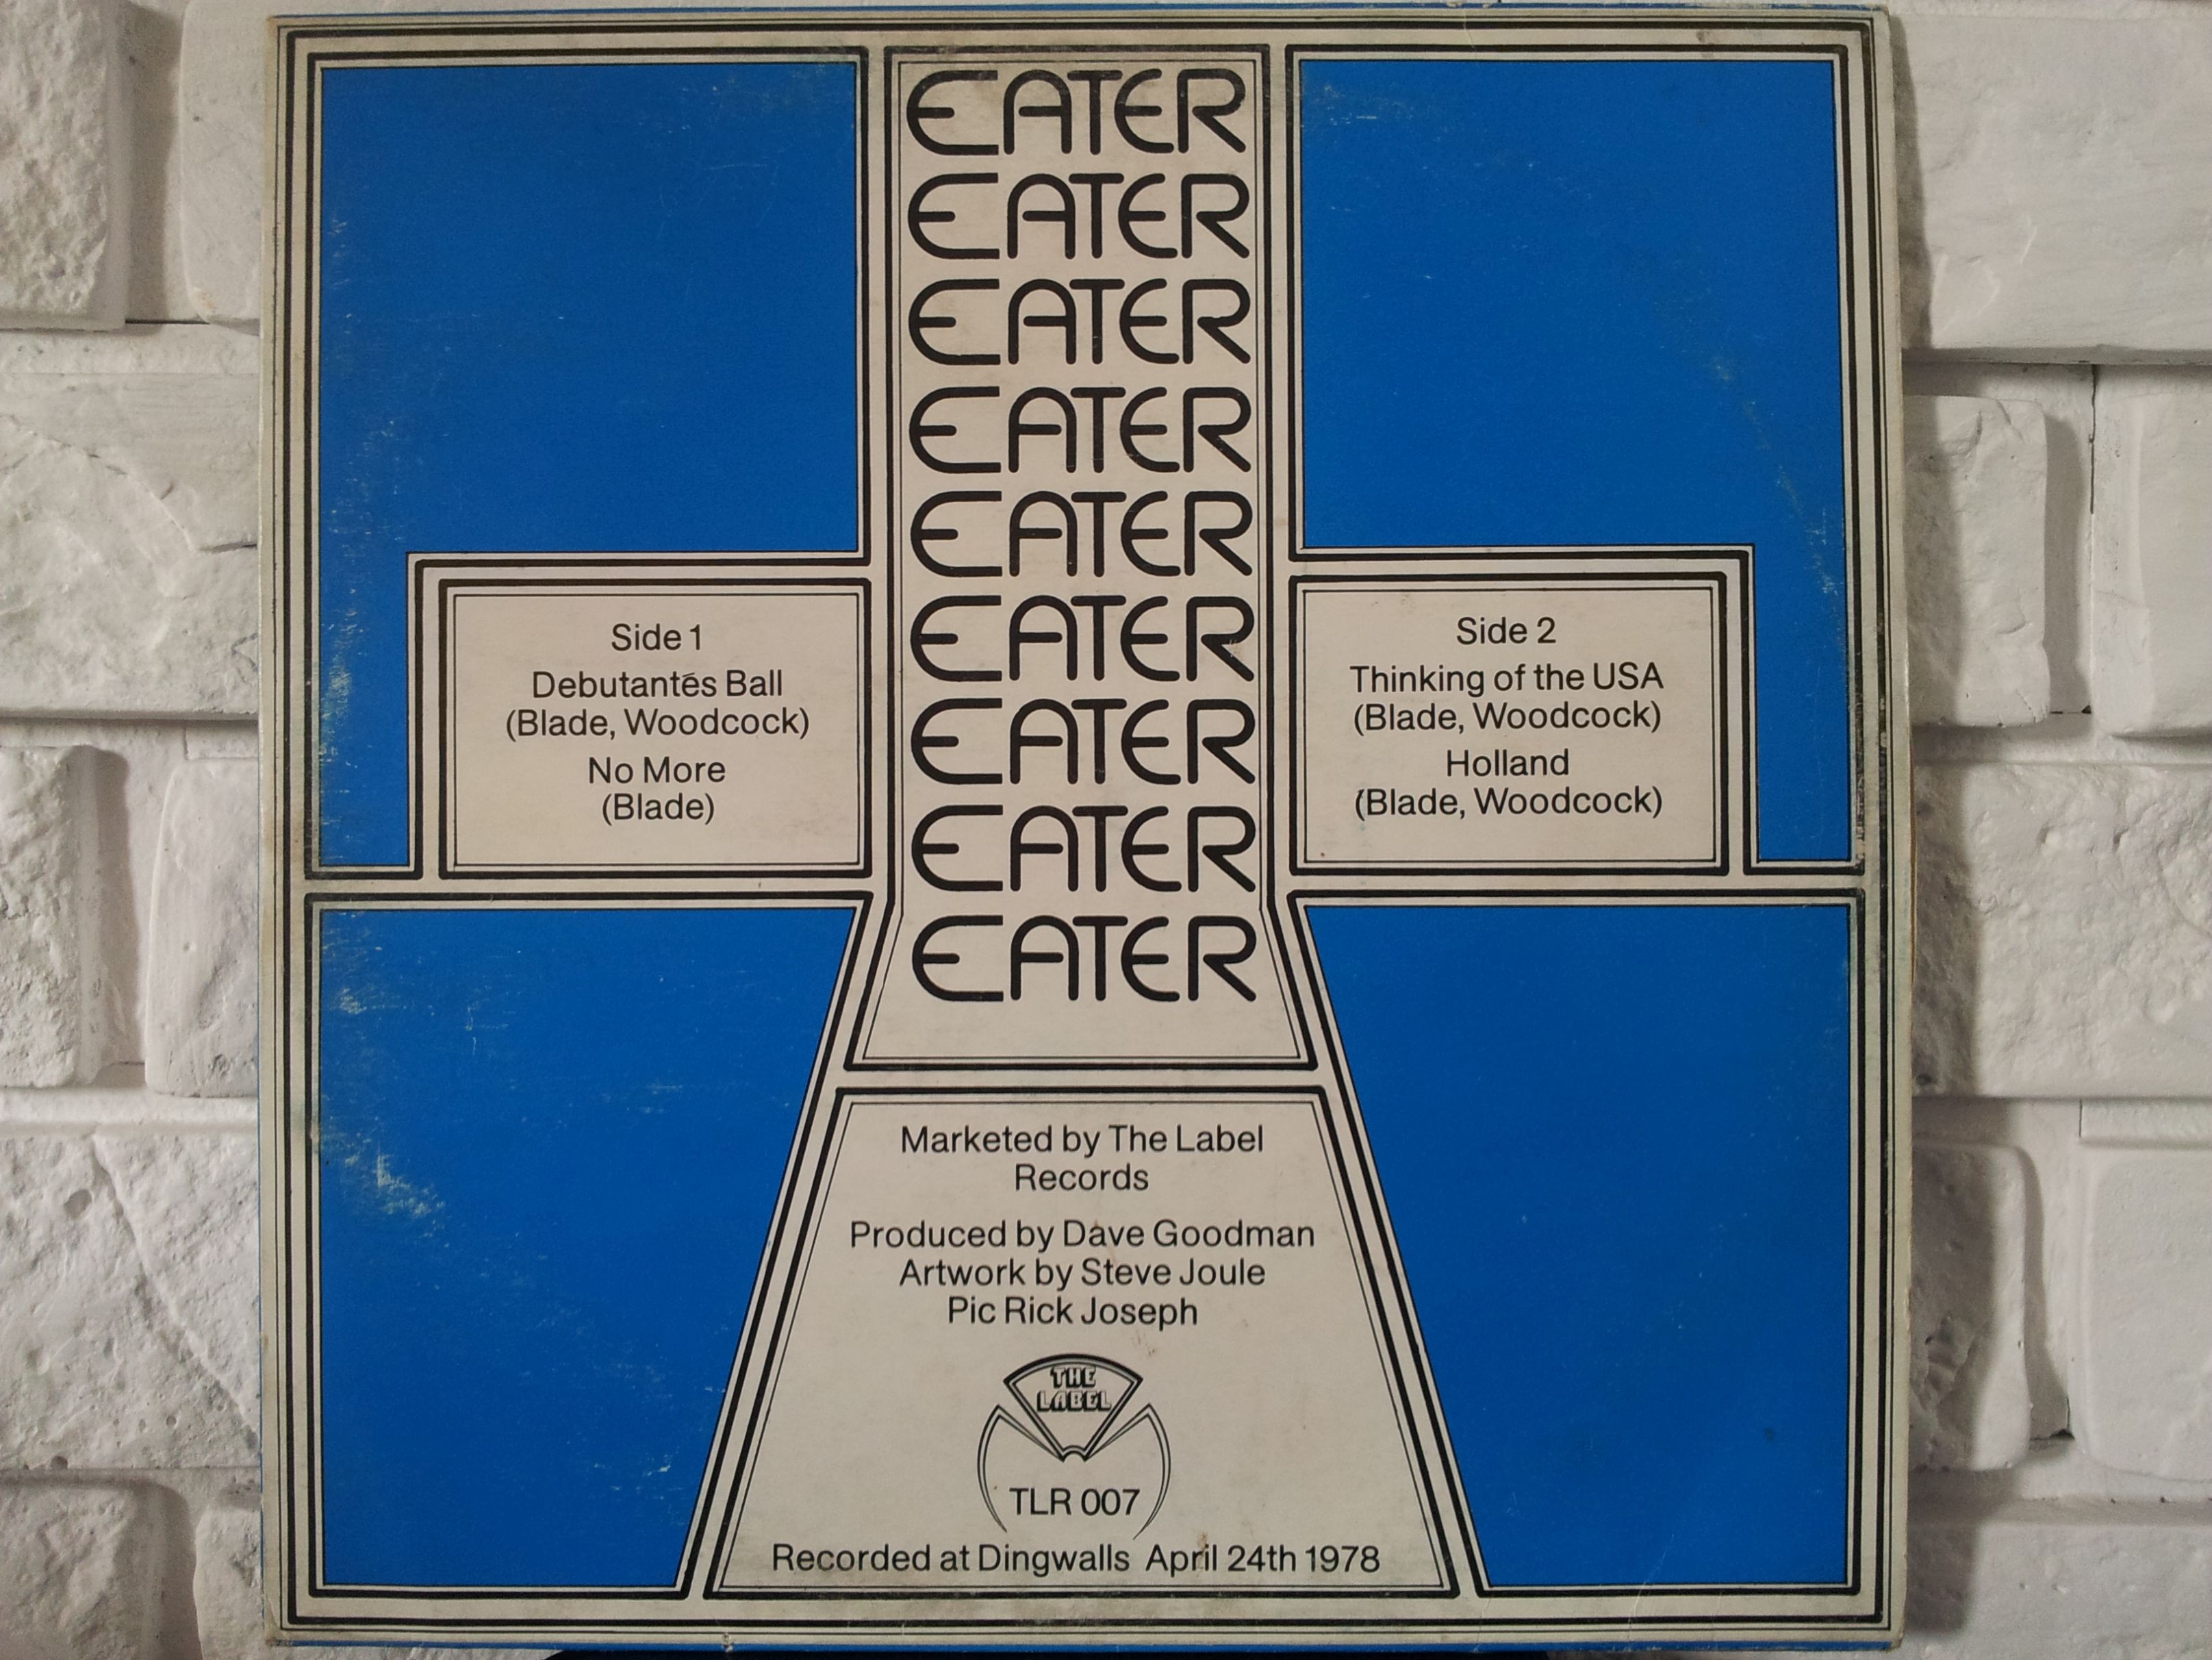 EATER
EATER
EATER
EATER
EATER
EATER
EATER
EATER
EATER
Side 1
Debutantés Ball
(Blade, Woodcock)
No More
(Blade)
Side 2
Thinking of the USA
(Blade, Woodcock)
Holland
(Blade, Woodcock)
Marketed by The Label
Records
Produced by Dave Goodman
Artwork by Steve Joule
Pic Rick Joseph
THE
LABEL
TLR 007
Recorded at Dingwalls April 24th 1978